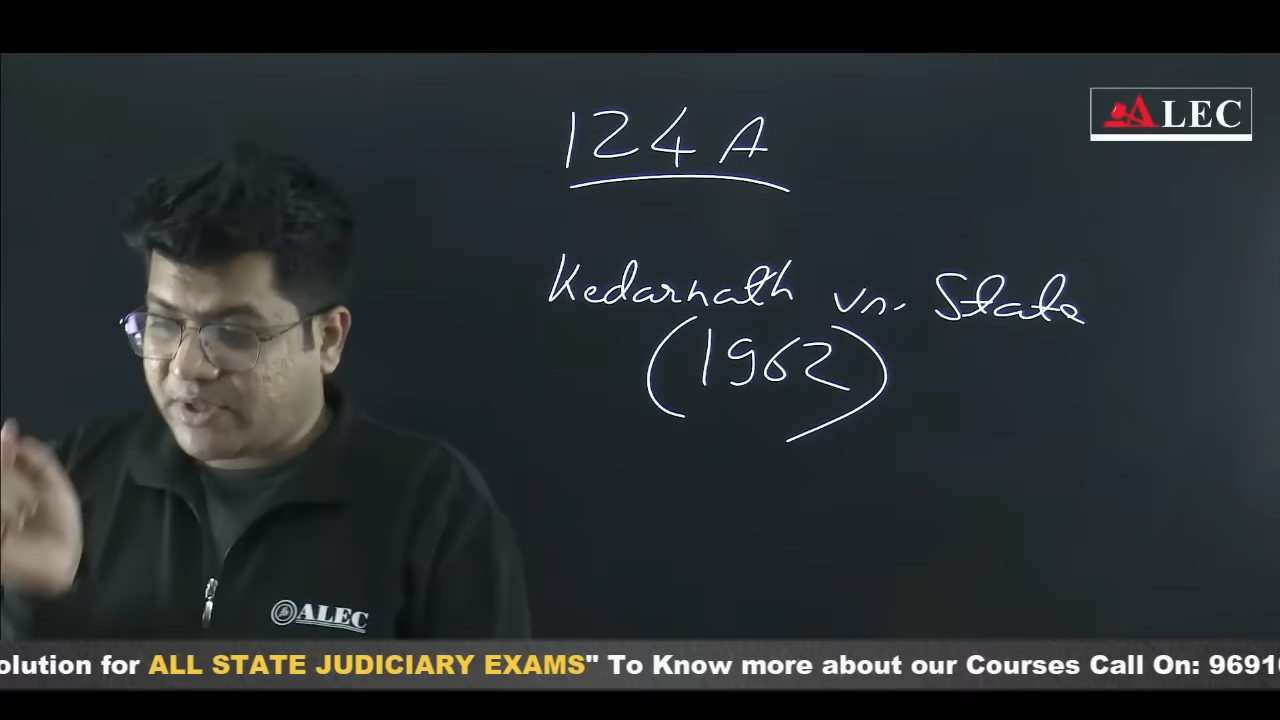 124A
ALEC
Kedarnath vs. State
(1962)
ALEC
olution for ALL STATE JUDICIARY EXAMS" To Know more about our Courses Call On: 9691